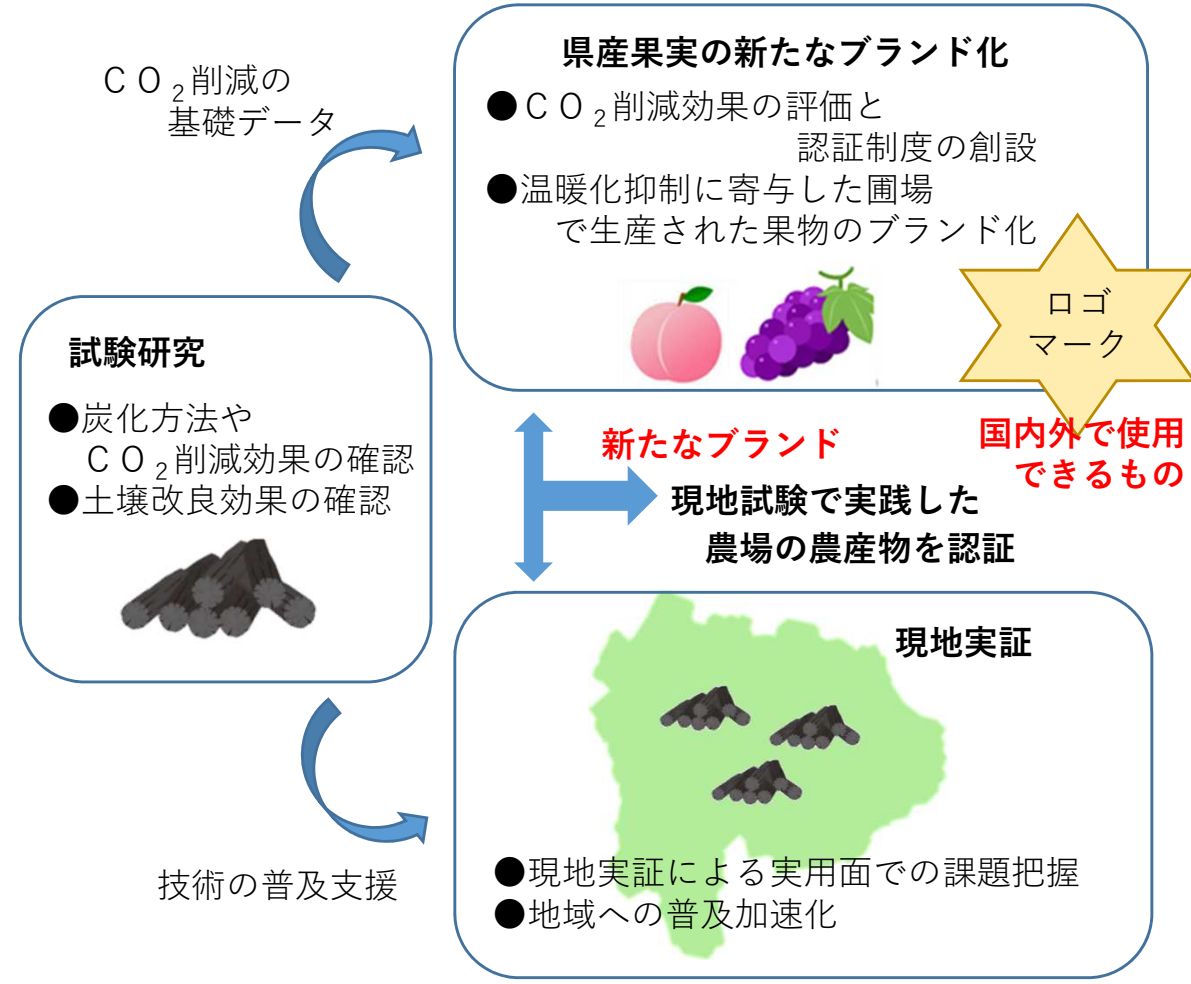 ＣＯ₂削減の
基礎データ
県産果実の新たなブランド化
●ＣＯ₂削減効果の評価と
認証制度の創設
●温暖化抑制に寄与した圃場
で生産された果物のブランド化
ロゴ
マーク
国内外で使用
できるもの
試験研究
●炭化方法や
ＣＯ₂削減効果の確認
●土壌改良効果の確認
新たなブランド
現地試験で実践した
農場の農産物を認証
技術の普及支援
現地実証
●現地実証による実用面での課題把握
●地域への普及加速化